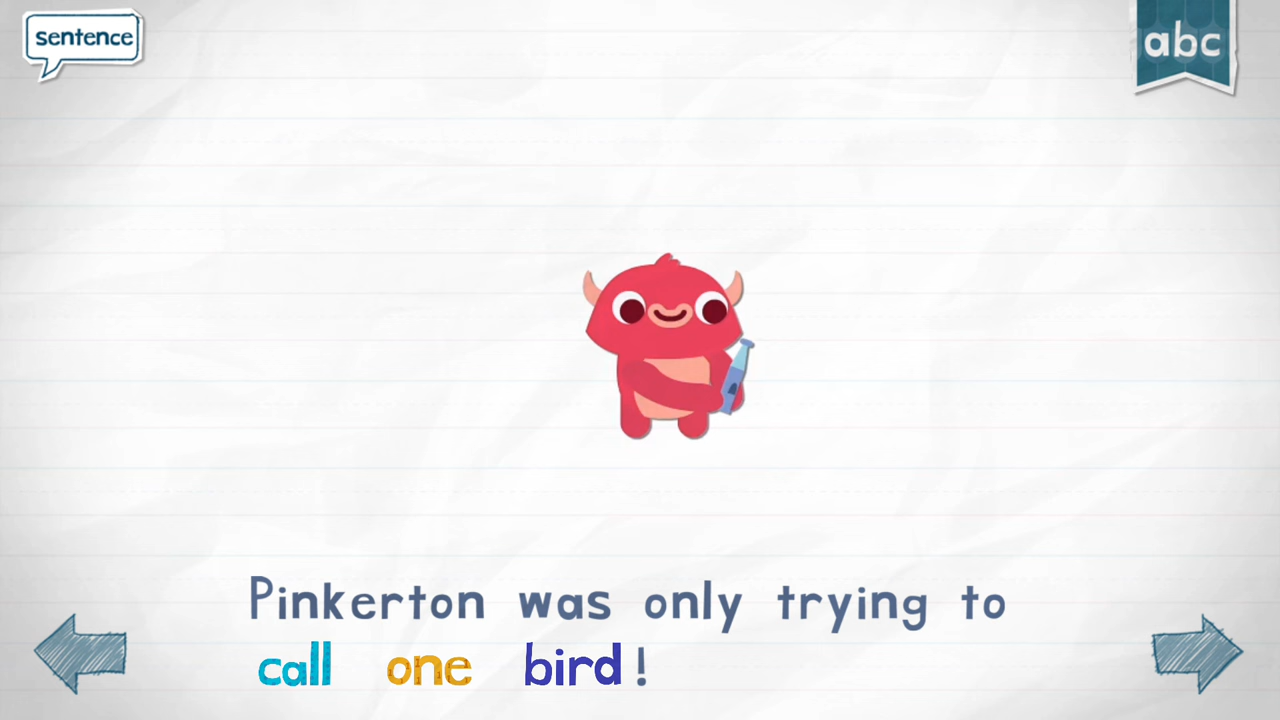 sentence
abc
Pinkerton was only trying to
call one bird!